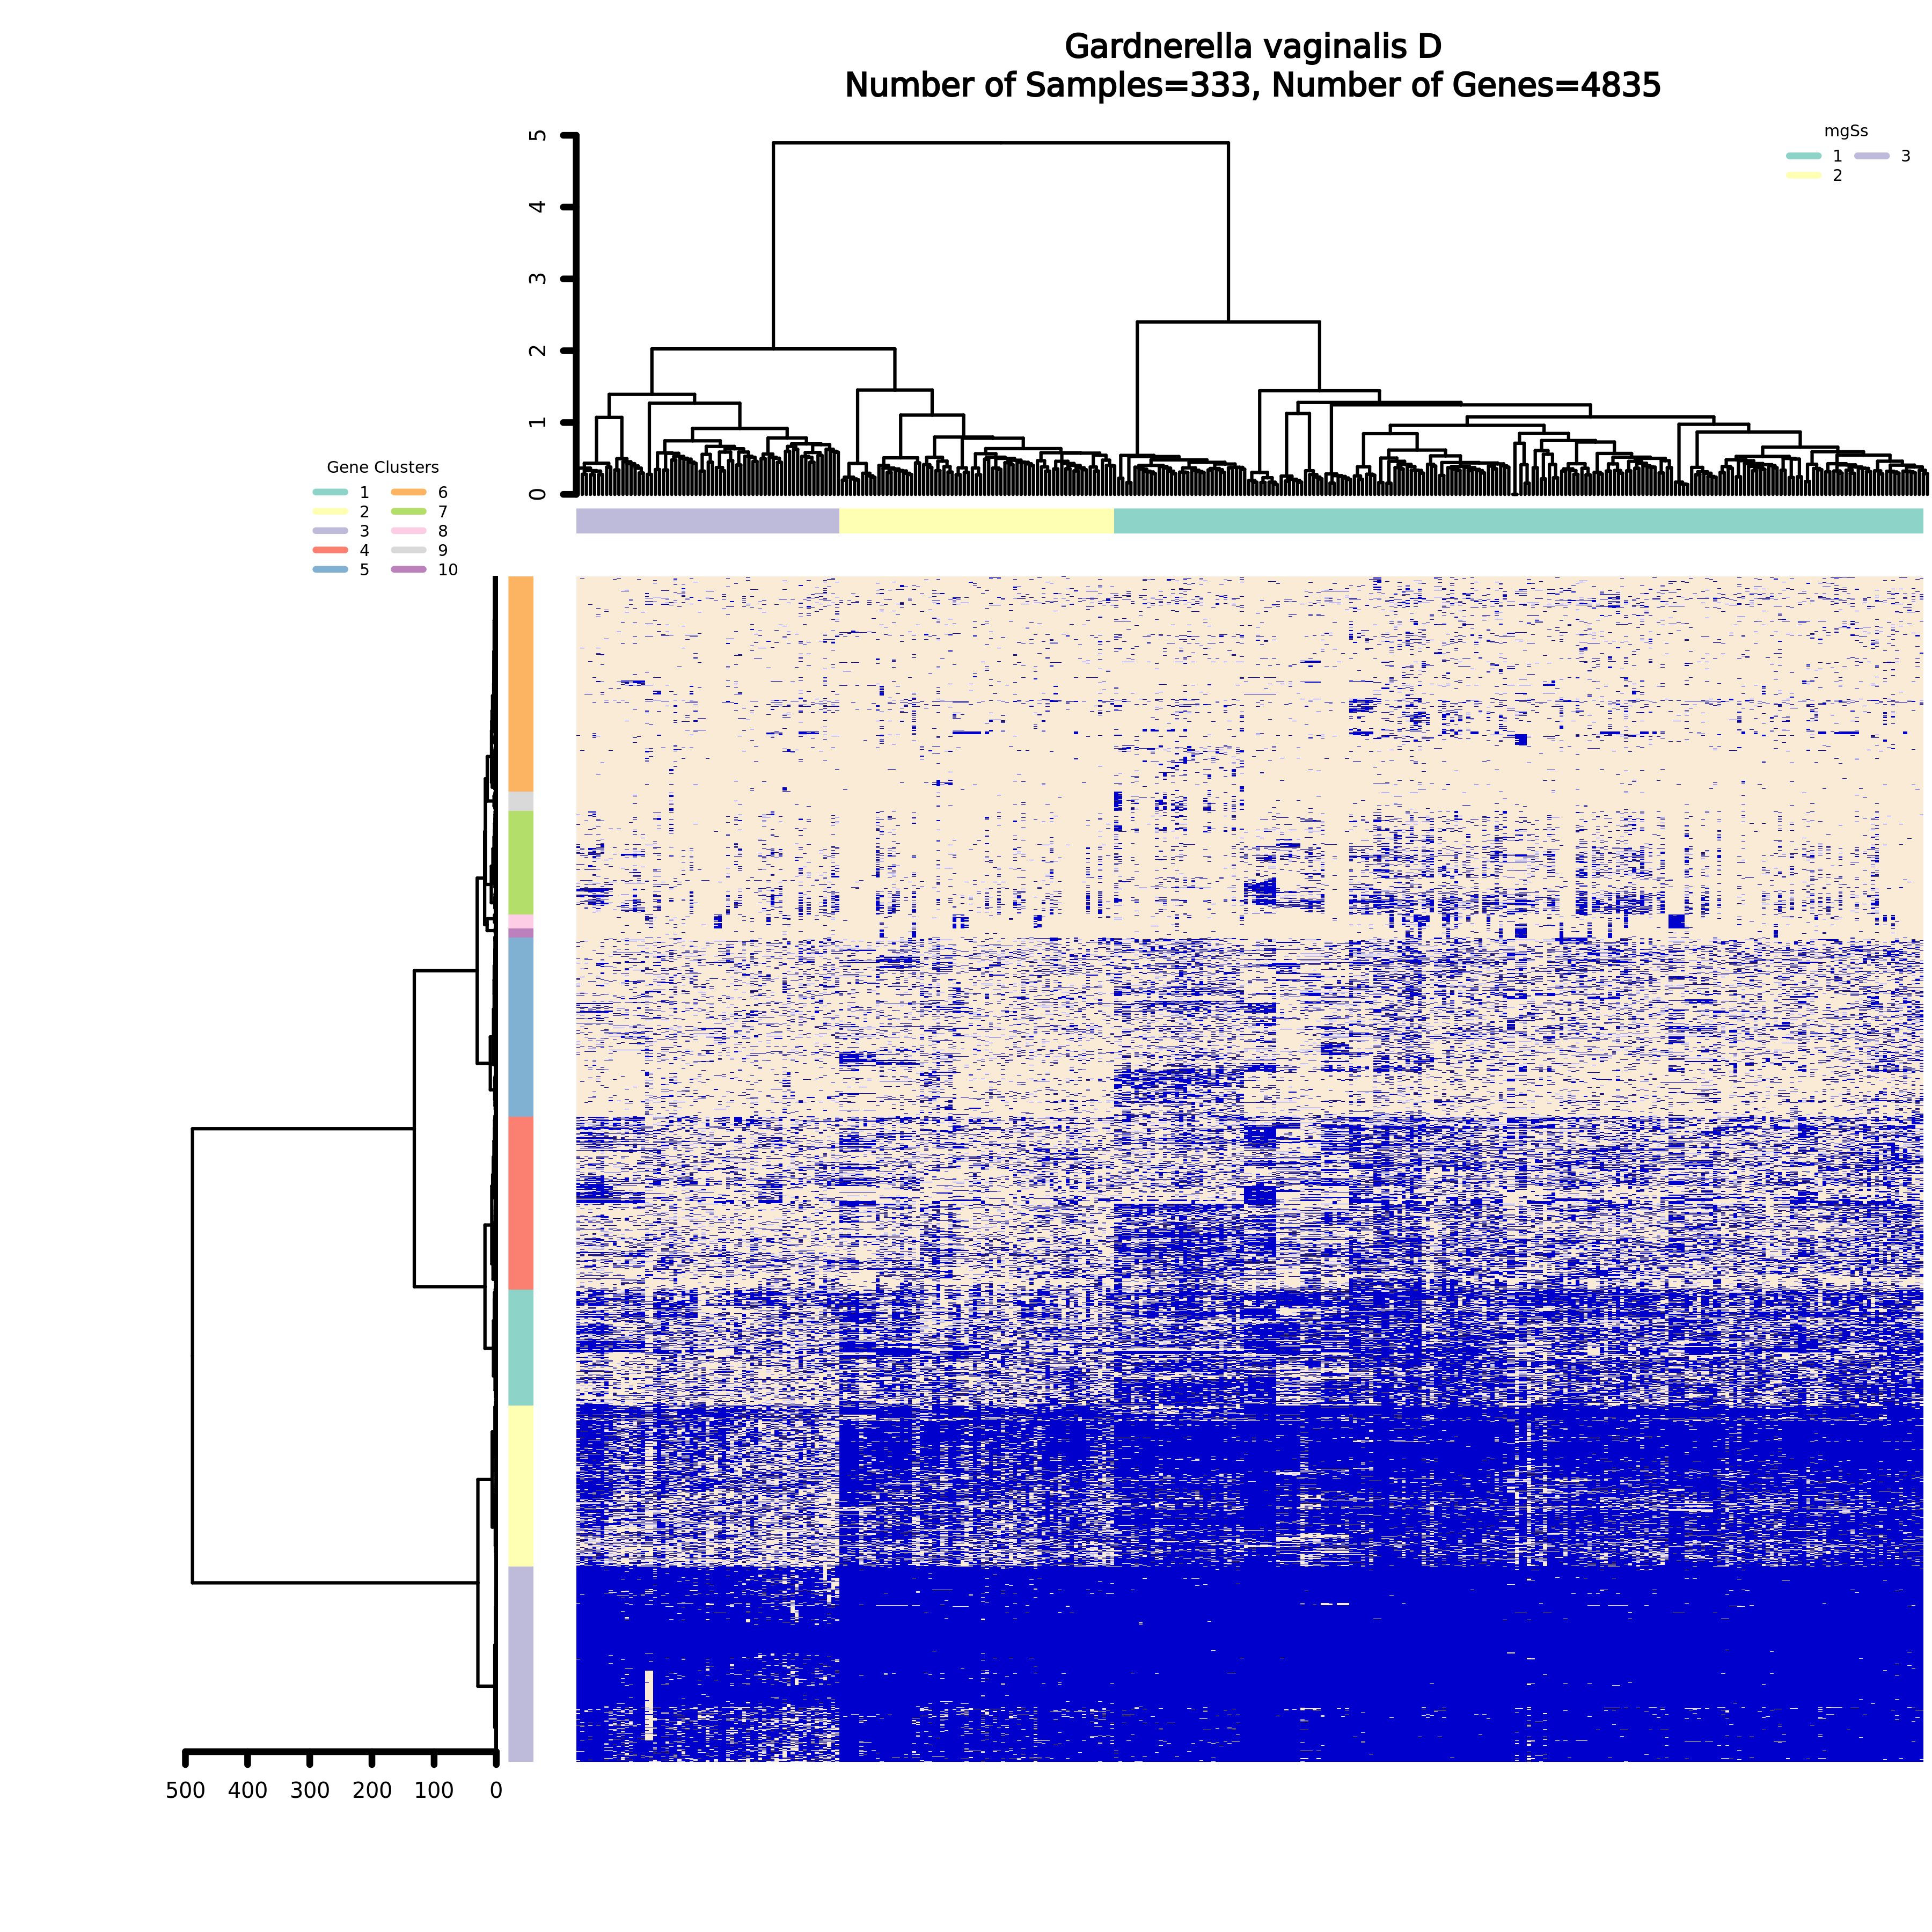 Gardnerella vaginalis D
Number of Samples=333, Number of Genes=4835
mgSs
1 3
2
5
4
3
2
1
0
Gene Clusters
1 6
2 7
3 8
4 9
5 10
500 400 300 200 100 0